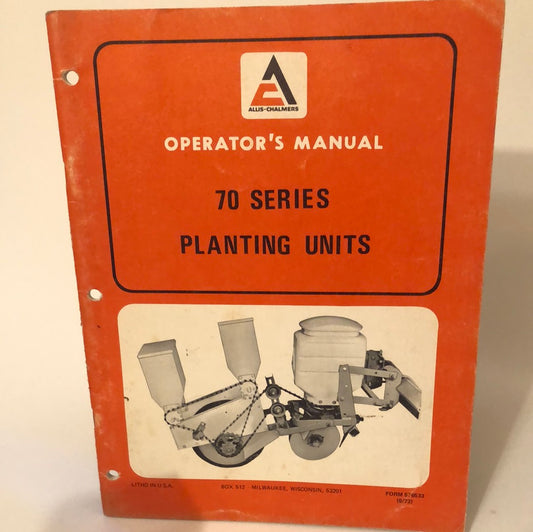 ALLIS-CHALMERS
OPERATOR'S MANUAL
70 SERIES
PLANTING UNITS
LITHO IN U.S.A.
BOX 512 MILWAUKEE, WISCONSIN, 53201
FORM